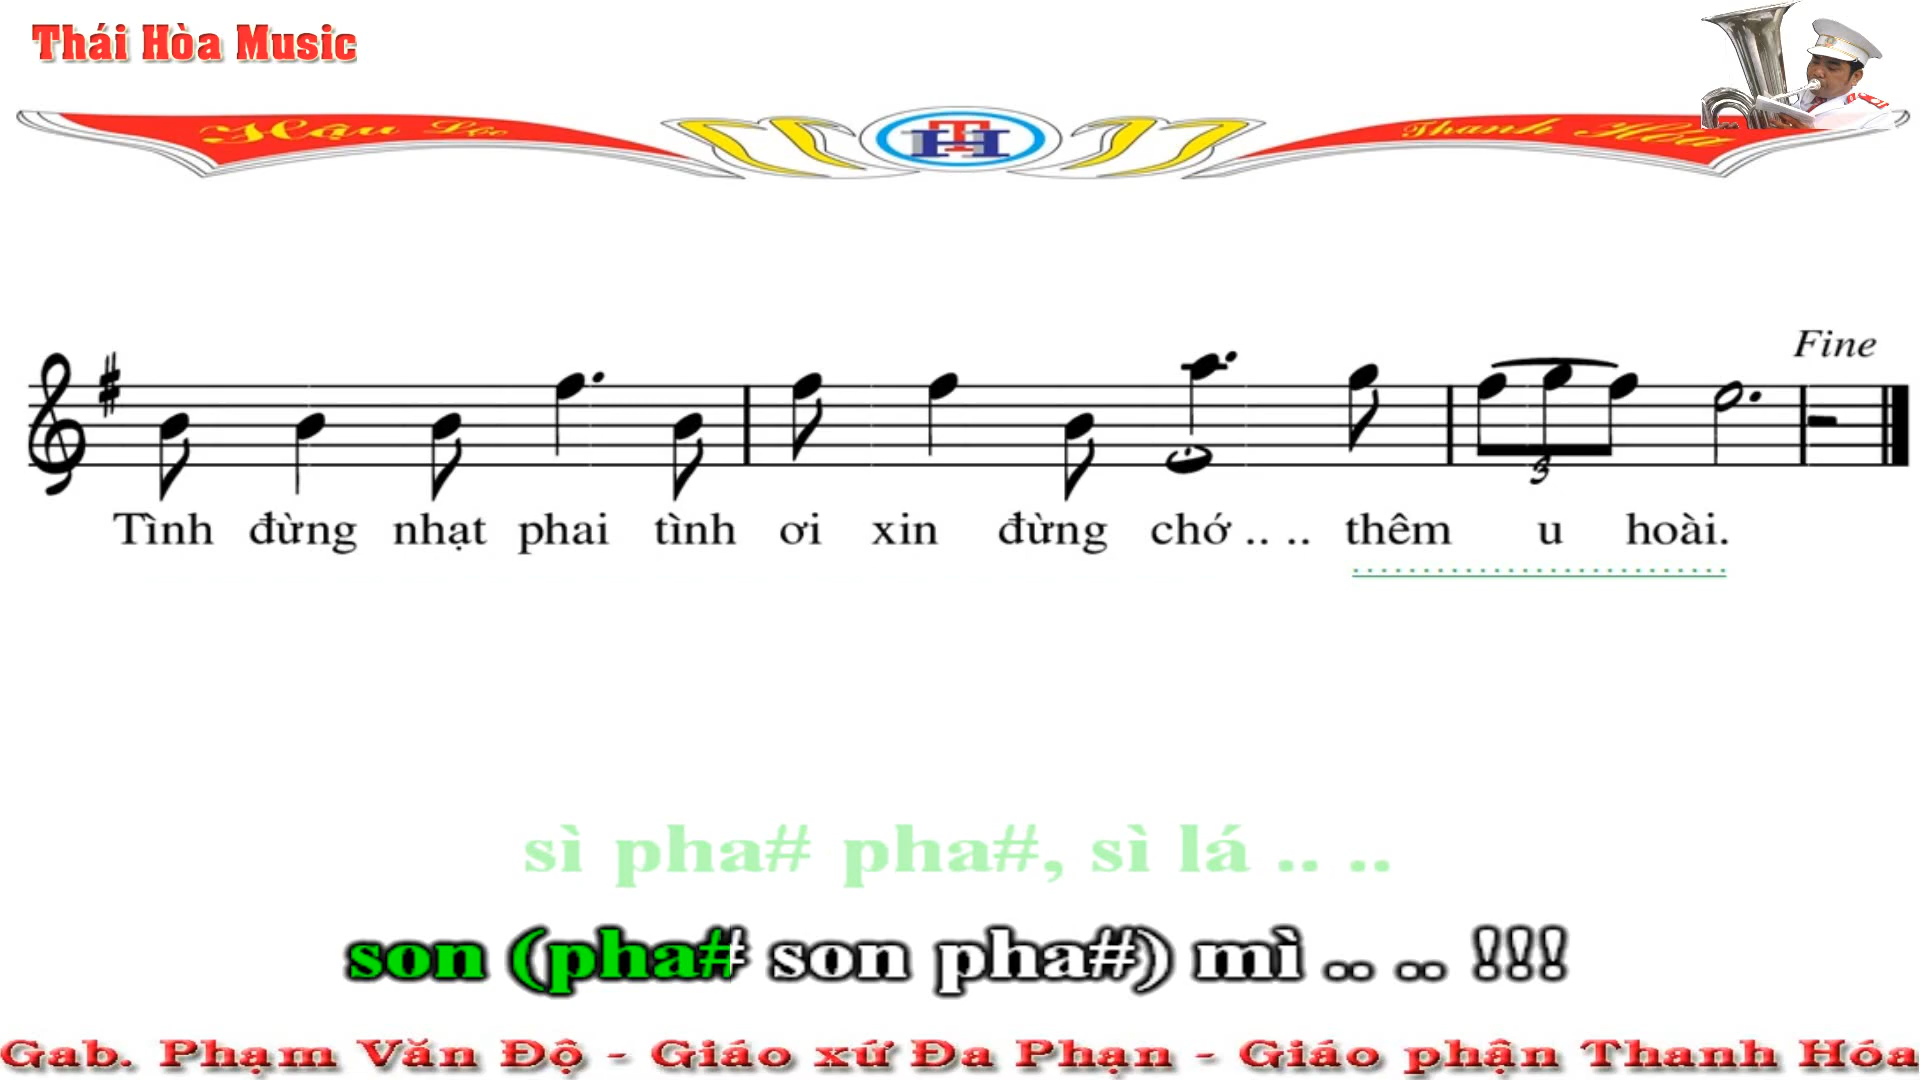 Thái Hòa Music
Hậu Lộc
TH
Thanh Hóa
Fine
3
Tình đừng nhạt phai tình ơi xin đừng chớ .. .. thêm u hoài.
sì pha# pha#, sì lá .. ..
son (pha# son pha#) mì .. .. !!!
Gab. Phạm Văn Độ - Giáo xứ Đa Phạn - Giáo phận Thanh Hóa